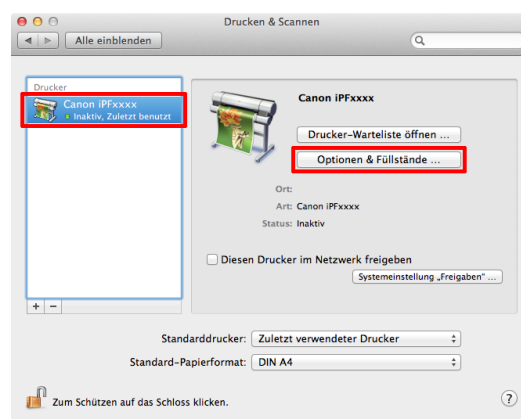 Drucken & Scannen
Alle einblenden
Drucker
Canon iPFxxxx
Inaktiv, Zuletzt benutzt
Canon iPFxxxx
Drucker-Warteliste öffnen ...
Optionen & Füllstände ...
Ort:
Art: Canon iPFxxxx
Status: Inaktiv
Diesen Drucker im Netzwerk freigeben
Systemeinstellung „Freigaben“ ...
+ −
Standarddrucker: Zuletzt verwendeter Drucker
Standard-Papierformat: DIN A4
Zum Schützen auf das Schloss klicken.
?